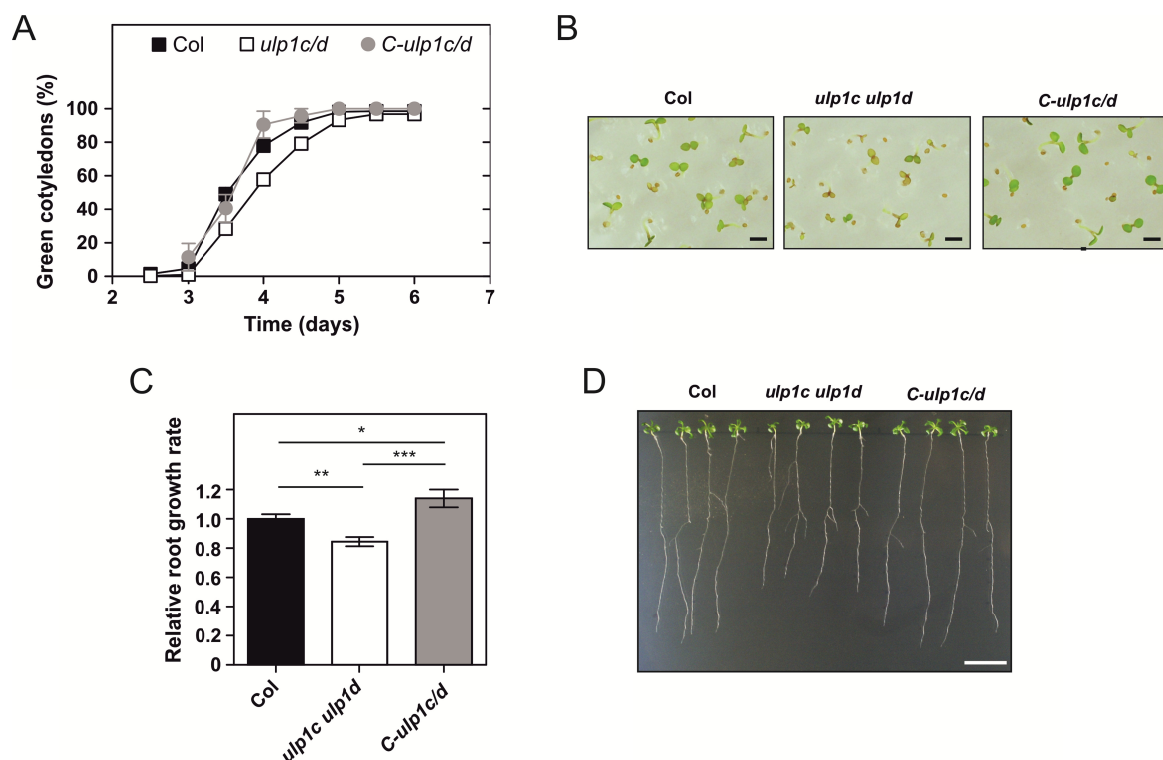 A
Col ulp1c/d C-ulp1c/d
Green cotyledons (%)
100
80
60
40
20
0
2 3 4 5 6 7
Time (days)
B
Col ulp1c ulp1d C-ulp1c/d
C
Relative root growth rate
*
** ***
1.2
1.0
0.8
0.6
0.4
0.2
0
Col
ulp1c ulp1d
C-ulp1c/d
D
Col ulp1c ulp1d C-ulp1c/d